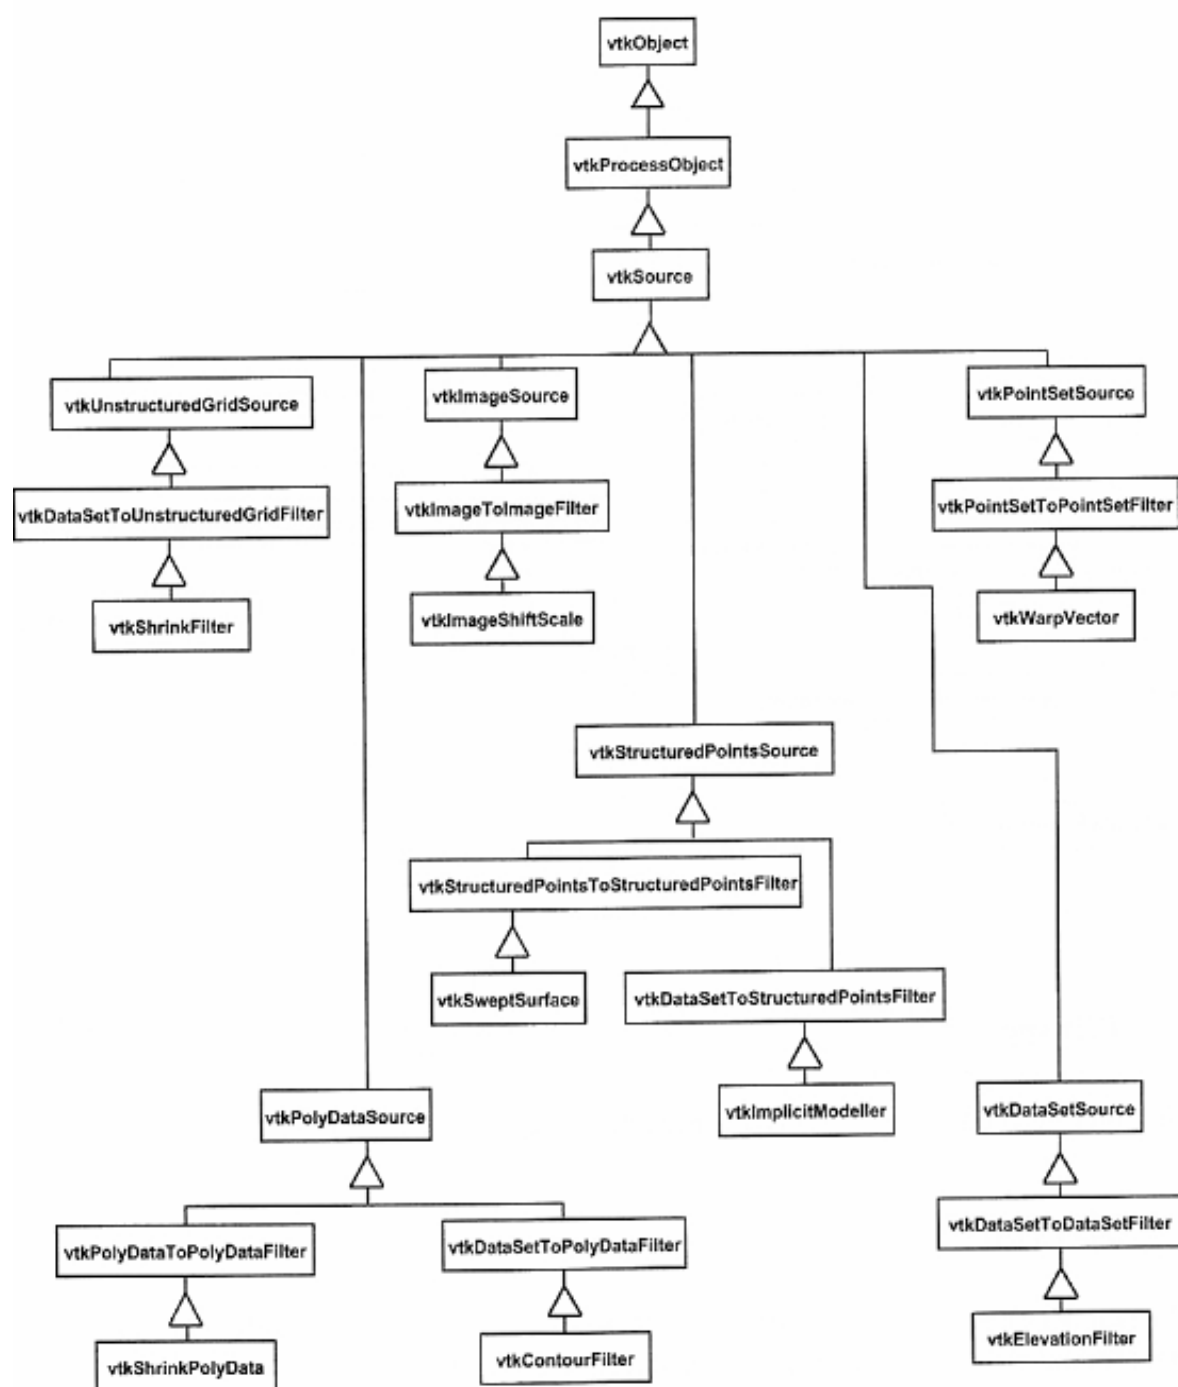 vtkObject
vtkProcessObject
vtkSource
vtkUnstructuredGridSource
vtkImageSource
vtkPointSetSource
vtkDataSetToUnstructuredGridFilter
vtkImageToImageFilter
vtkPointSetToPointSetFilter
vtkShrinkFilter
vtkImageShiftScale
vtkWarpVector
vtkStructuredPointsSource
vtkStructuredPointsToStructuredPointsFilter
vtkSweptSurface
vtkDataSetToStructuredPointsFilter
vtkPolyDataSource
vtkImplicitModeller
vtkDataSetSource
vtkPolyDataToPolyDataFilter
vtkDataSetToPolyDataFilter
vtkDataSetToDataSetFilter
vtkShrinkPolyData
vtkContourFilter
vtkElevationFilter